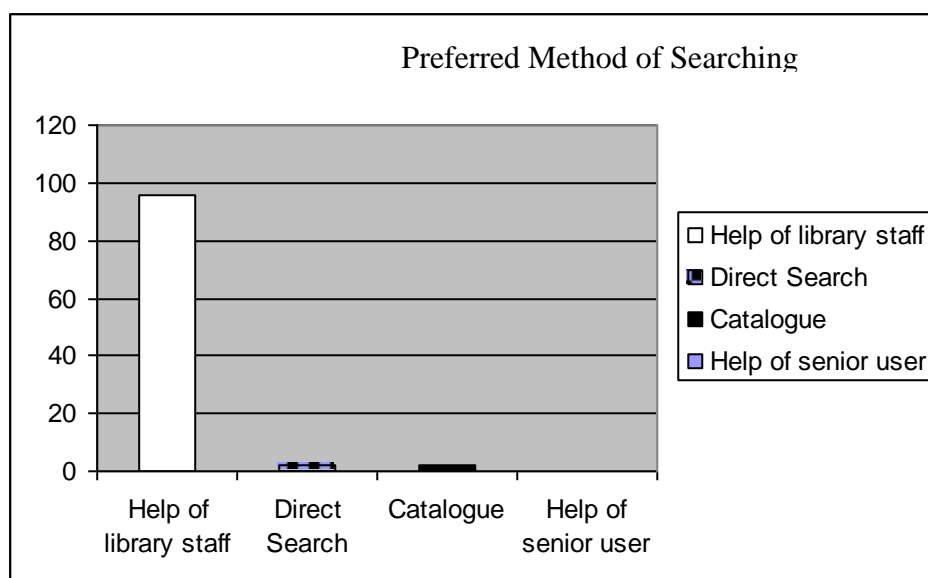 Preferred Method of Searching
120
100
80
60
40
20
0
Help of
library staff
Direct
Search
Catalogue
Help of
senior user
Help of library staff
Direct Search
Catalogue
Help of senior user